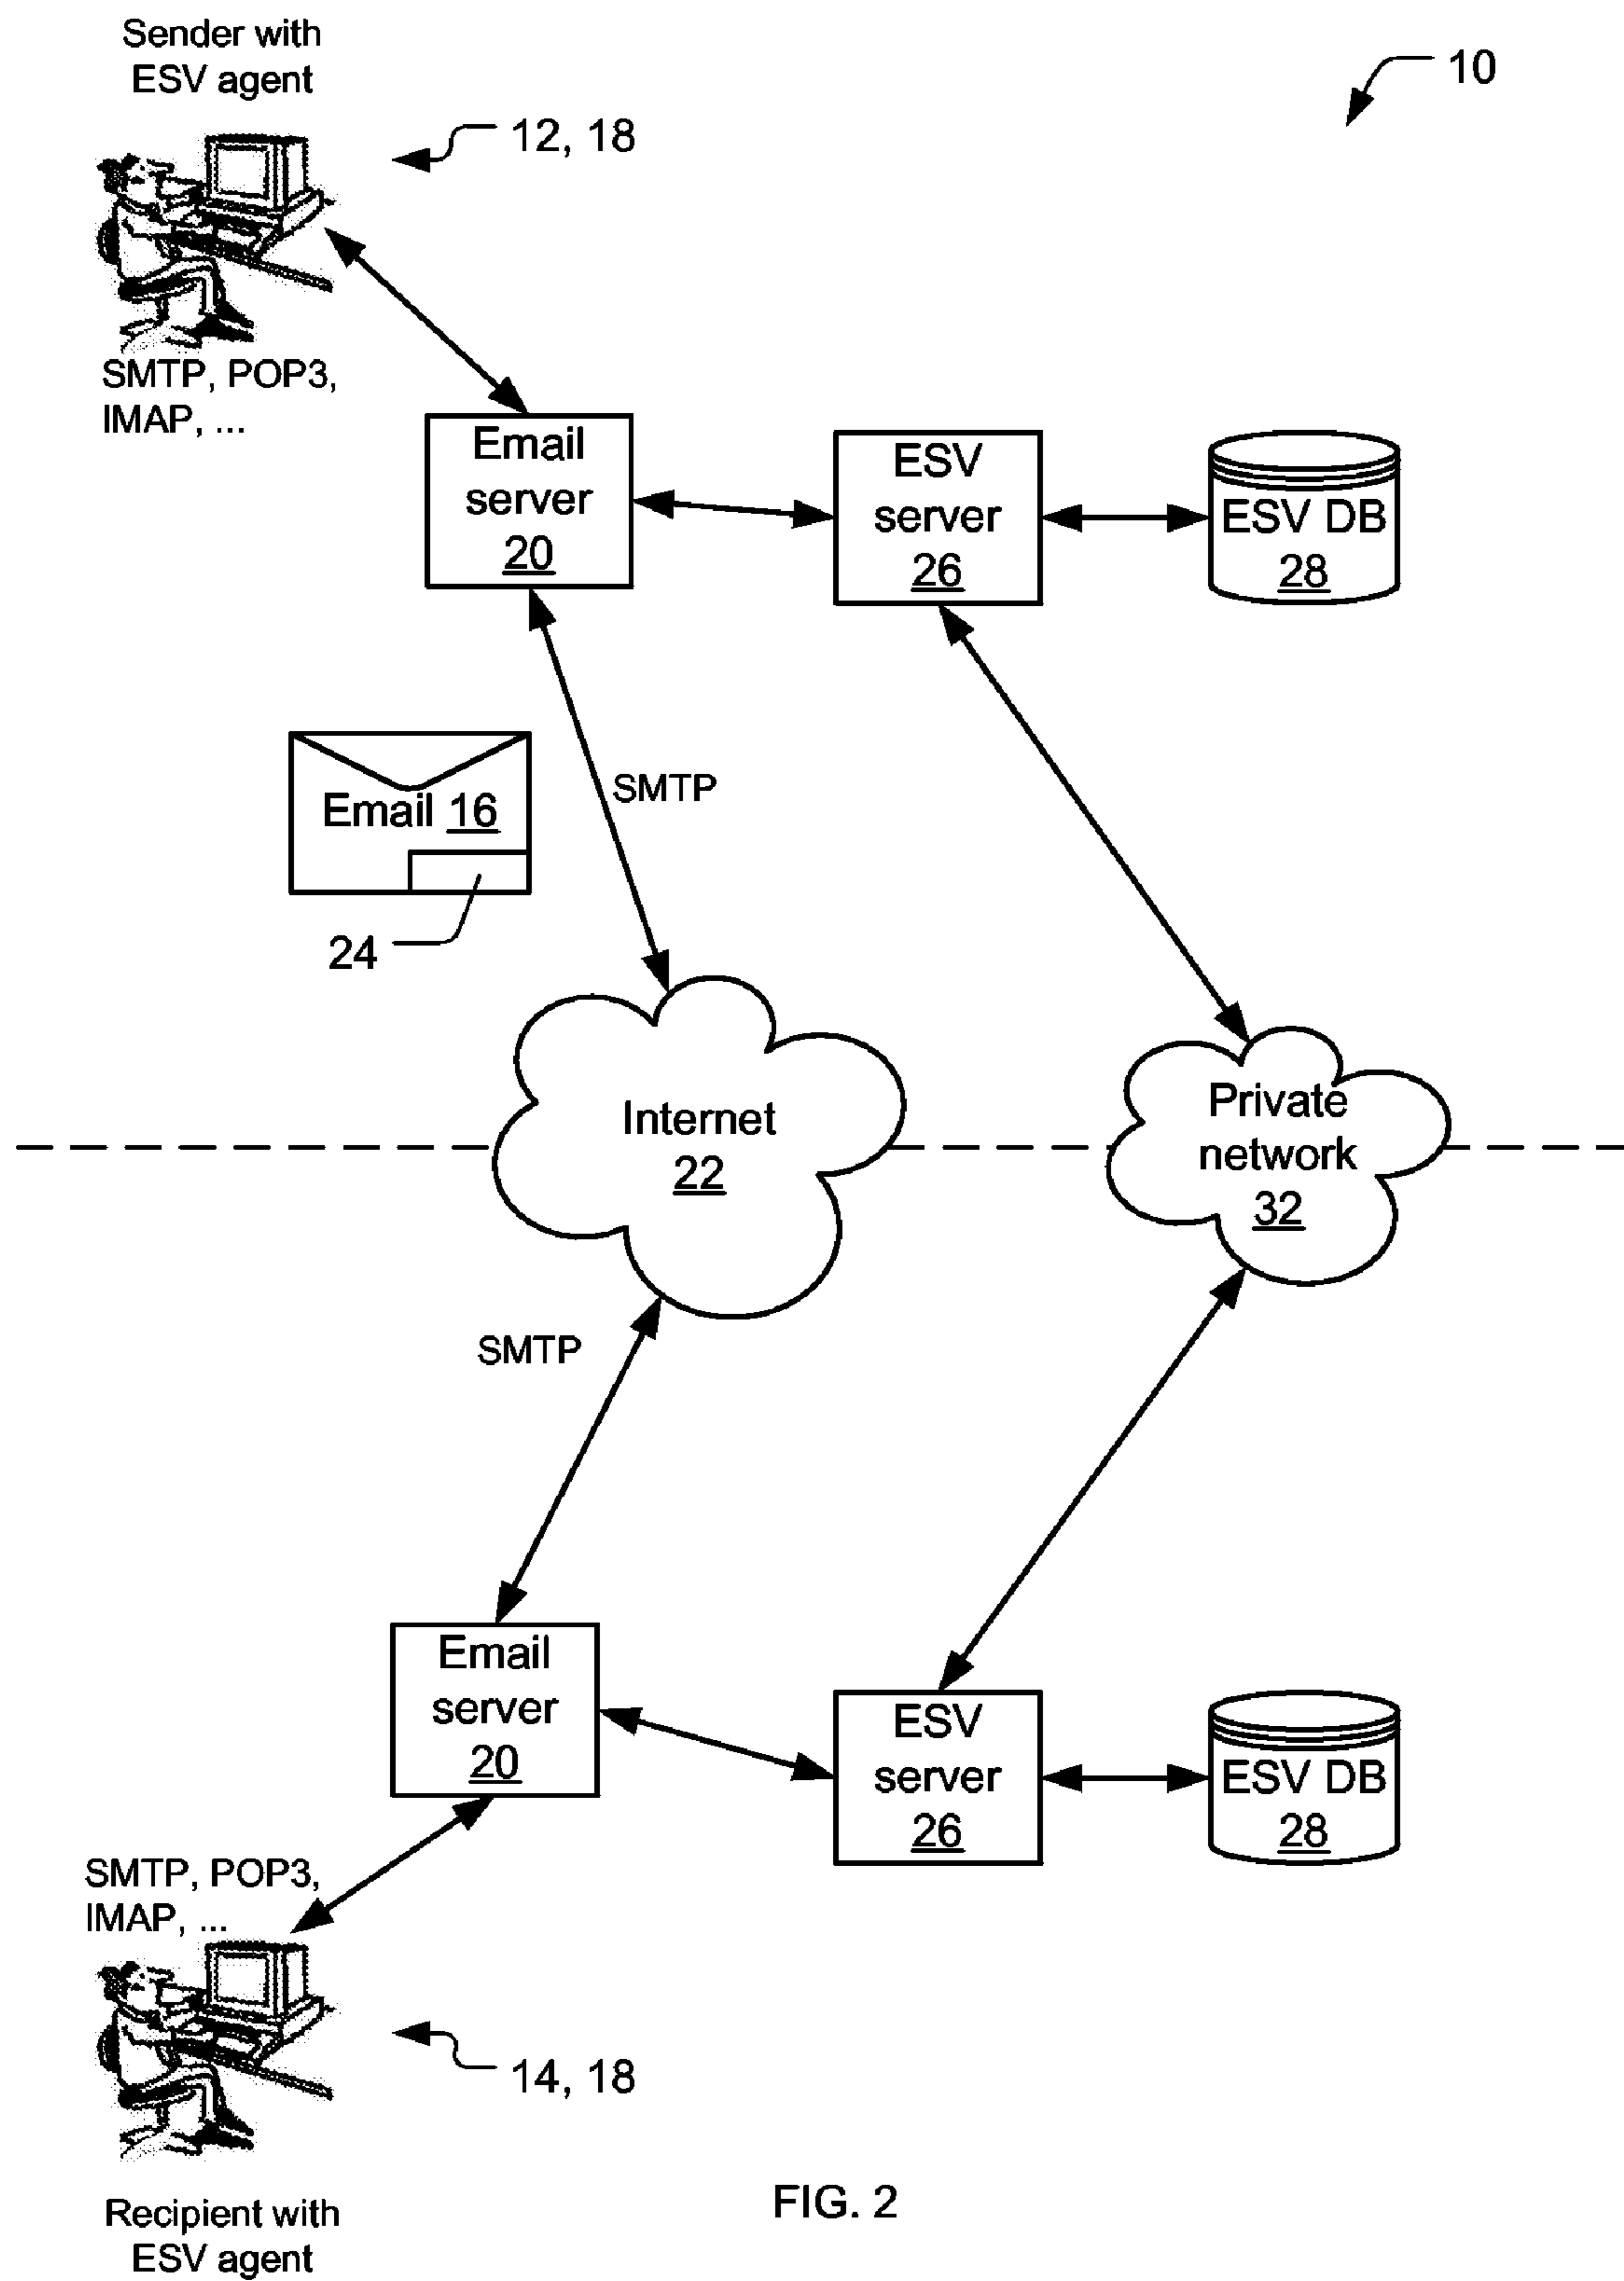 Sender with
ESV agent
10
12, 18
SMTP, POP3,
IMAP, ...
Email
server
20
ESV
server
26
ESV DB
28
SMTP
Email 16
24
Internet
22
Private
network
32
SMTP
Email
server
20
ESV
server
26
ESV DB
28
SMTP, POP3,
IMAP, ...
14, 18
Recipient with
ESV agent
FIG. 2